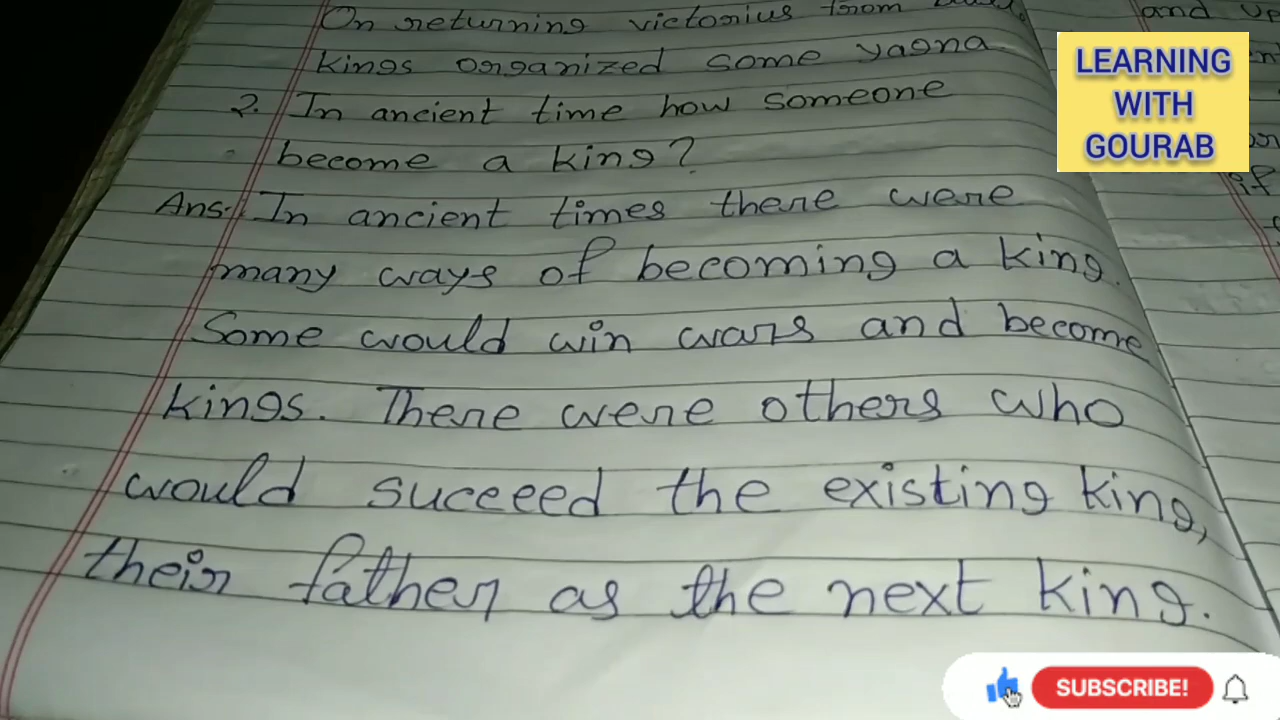 On returning victorius from
kings organized some yagna
2. In ancient time how someone
become a king?
Ans:- In ancient times there were
many ways of becoming a king.
Some would win wars and become
kings. There were others who
would succeed the existing king,
their father as the next king.
and
if
LEARNING
WITH
GOURAB
SUBSCRIBE!